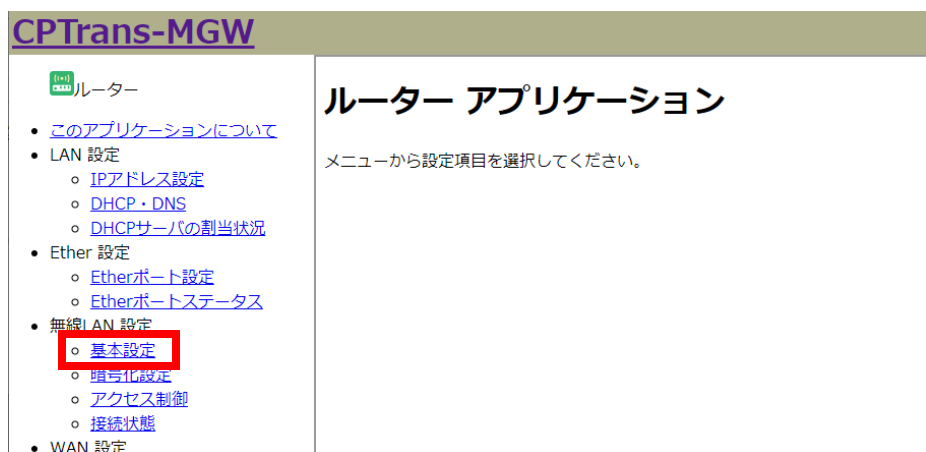 CPTrans-MGW
ルーター
このアプリケーションについて
LAN 設定
IPアドレス設定
DHCP・DNS
DHCPサーバの割当状況
Ether 設定
Etherポート設定
Etherポートステータス
無線LAN 設定
基本設定
暗号化設定
アクセス制御
接続状態
WAN 設定
ルーター アプリケーション
メニューから設定項目を選択してください。